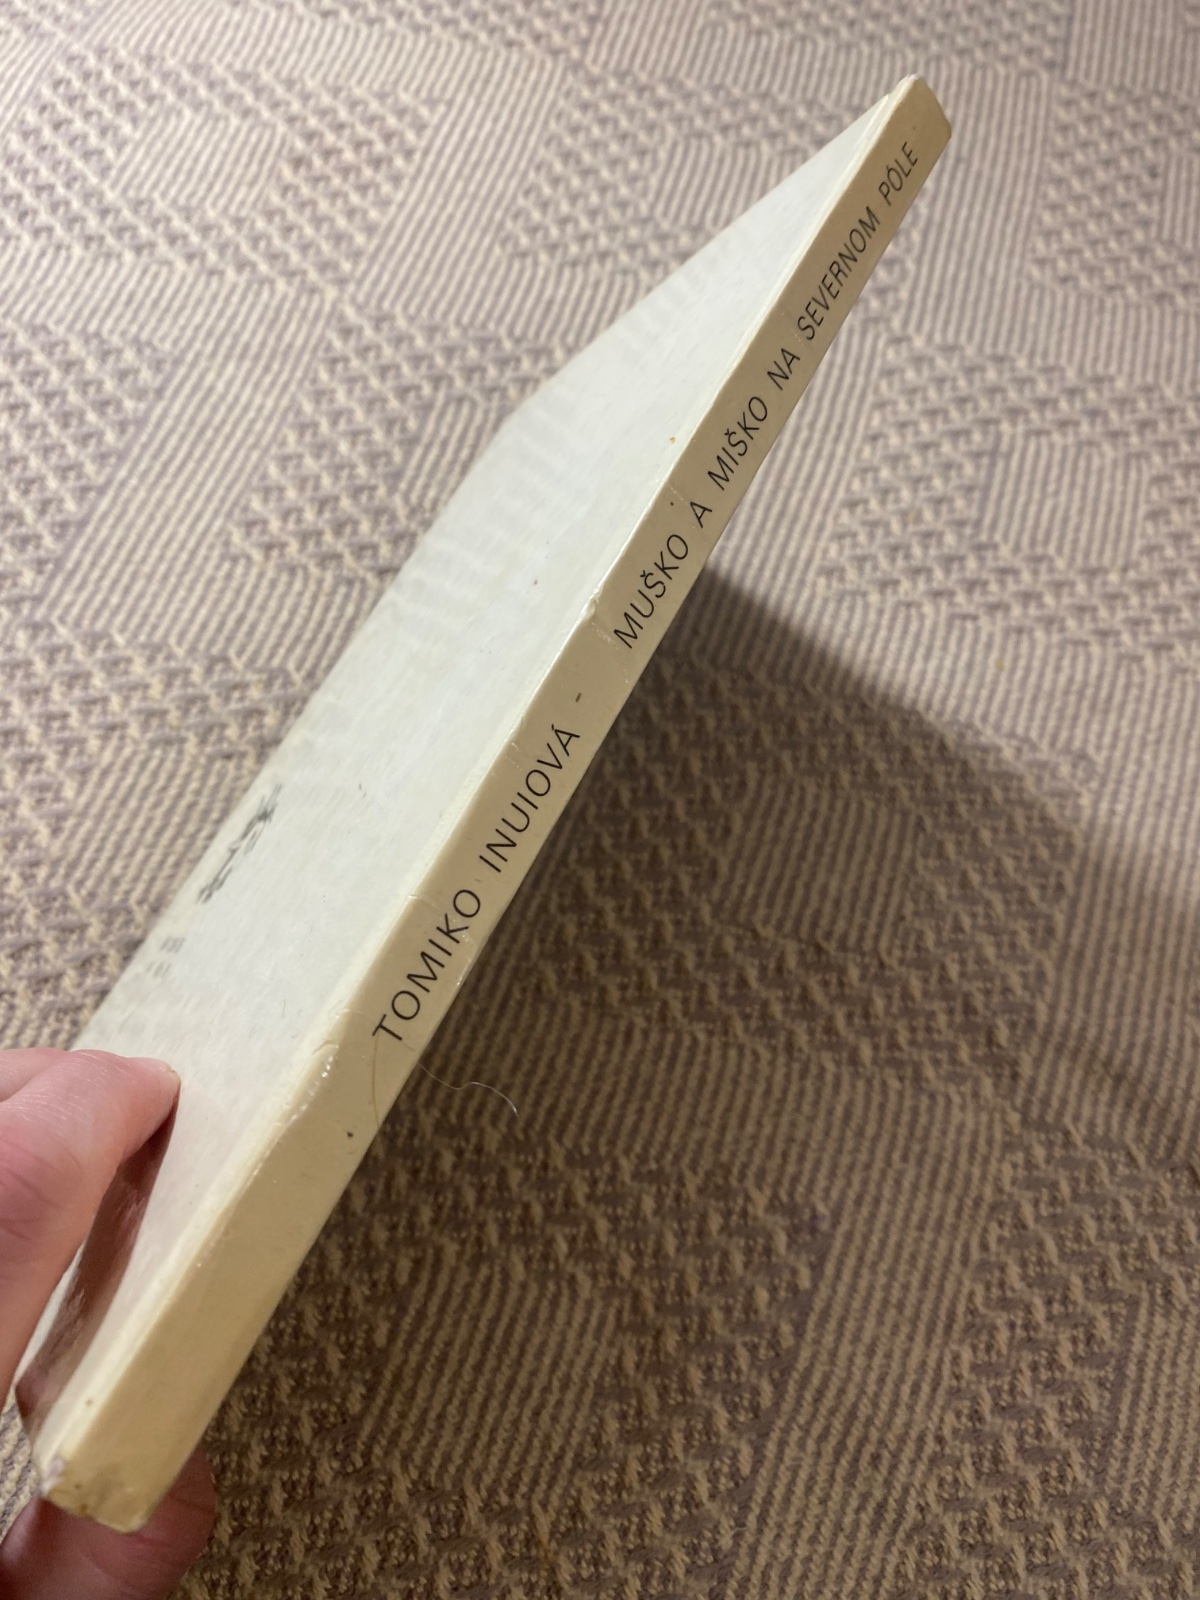 TOMIKO INUIOVÁ - MUŠKO A MIŠKO NA SEVERNOM PÓLE